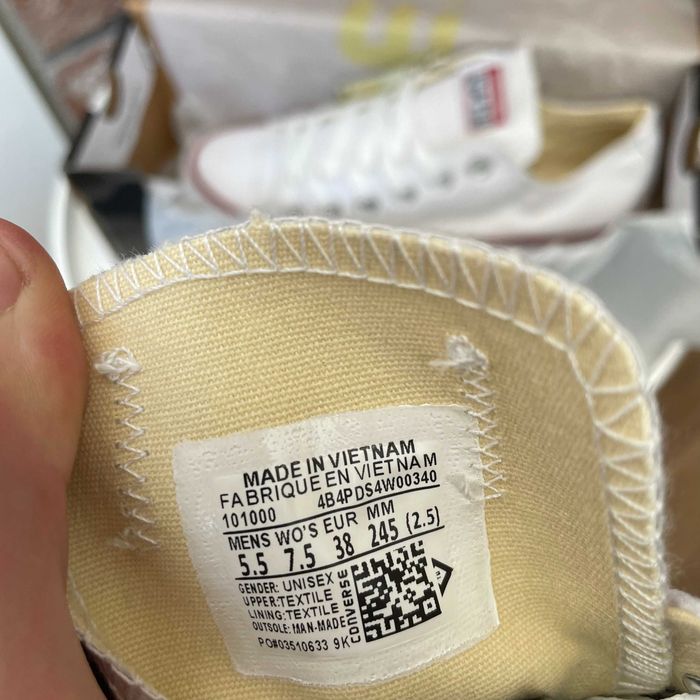 MADE IN VIETNAM
FABRIQUE EN VIETNAM
101000 4B4PDS4W00340
MENS WO'S EUR MM
5.5 7.5 38 245 (2.5)
GENDER: UNISEX
UPPER:TEXTILE
LINING:TEXTILE
OUTSOLE: MAN-MADE
PO#03510633 9K
CONVERSE